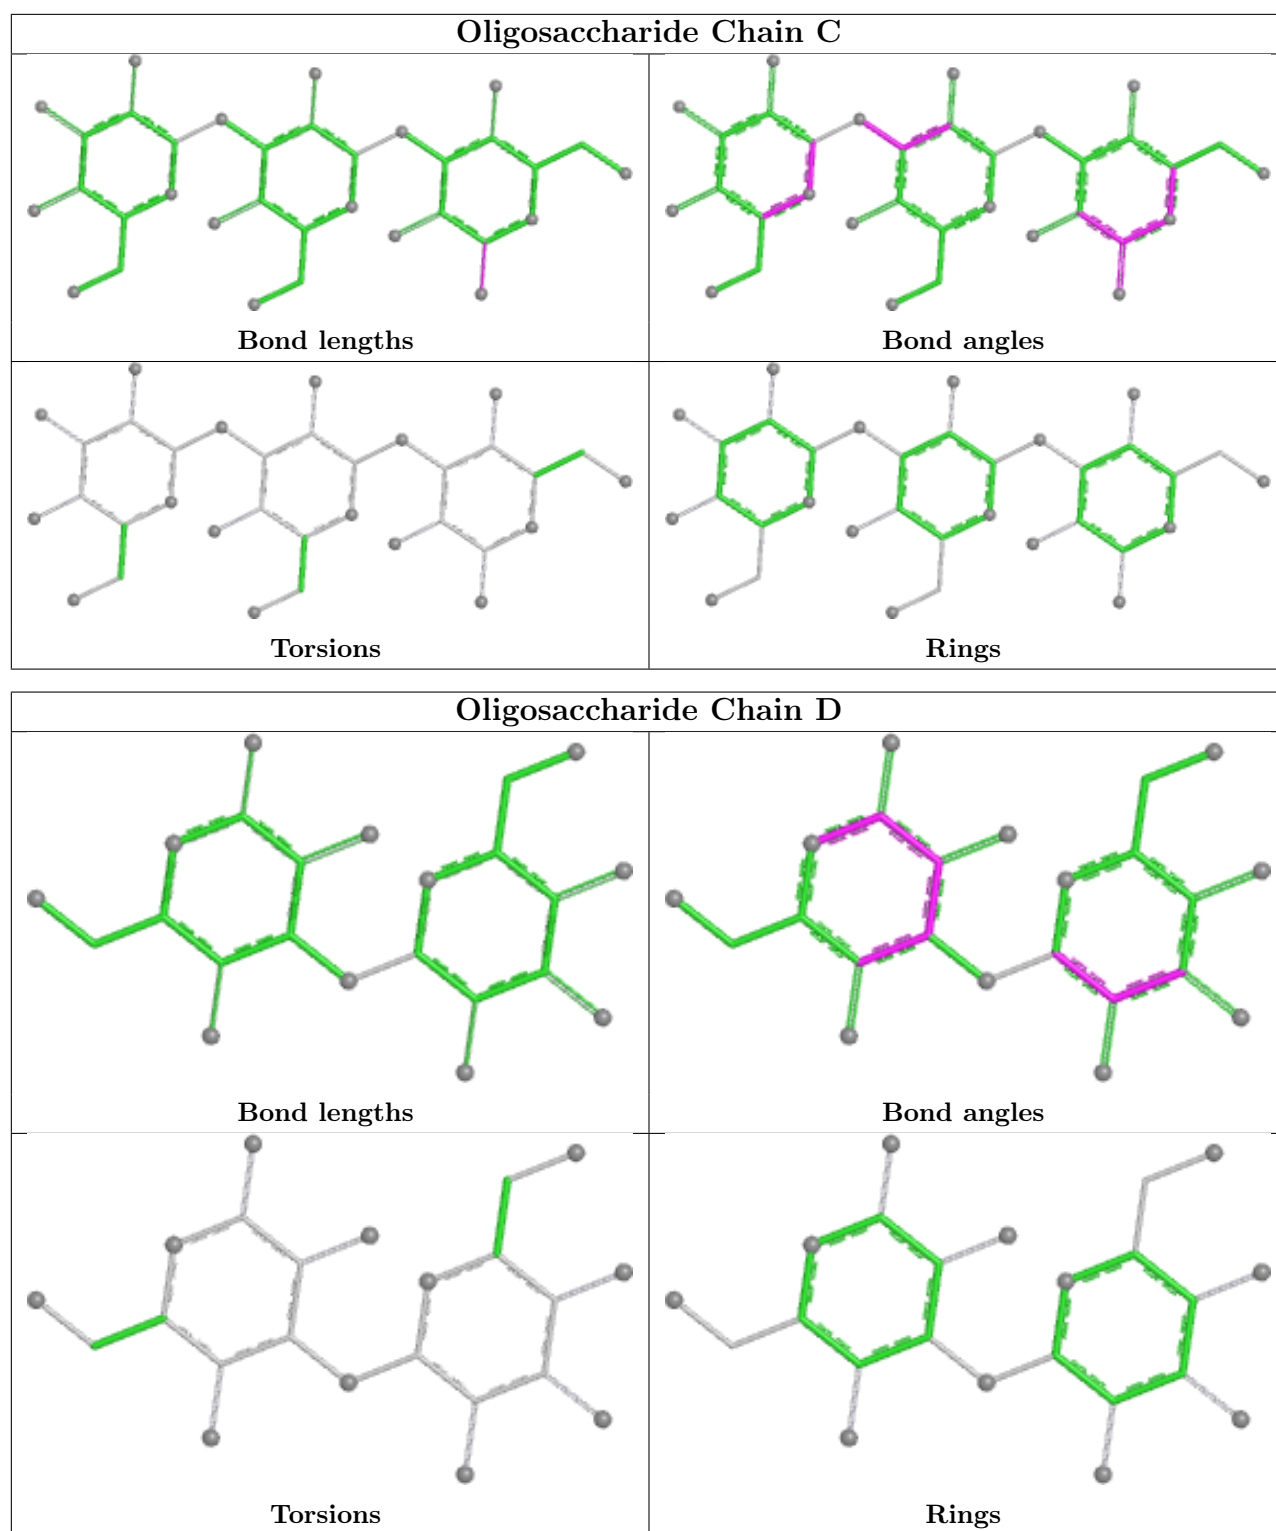 Oligosaccharide Chain C
Bond lengths
Bond angles
Torsions
Rings
Oligosaccharide Chain D
Bond lengths
Bond angles
Torsions
Rings